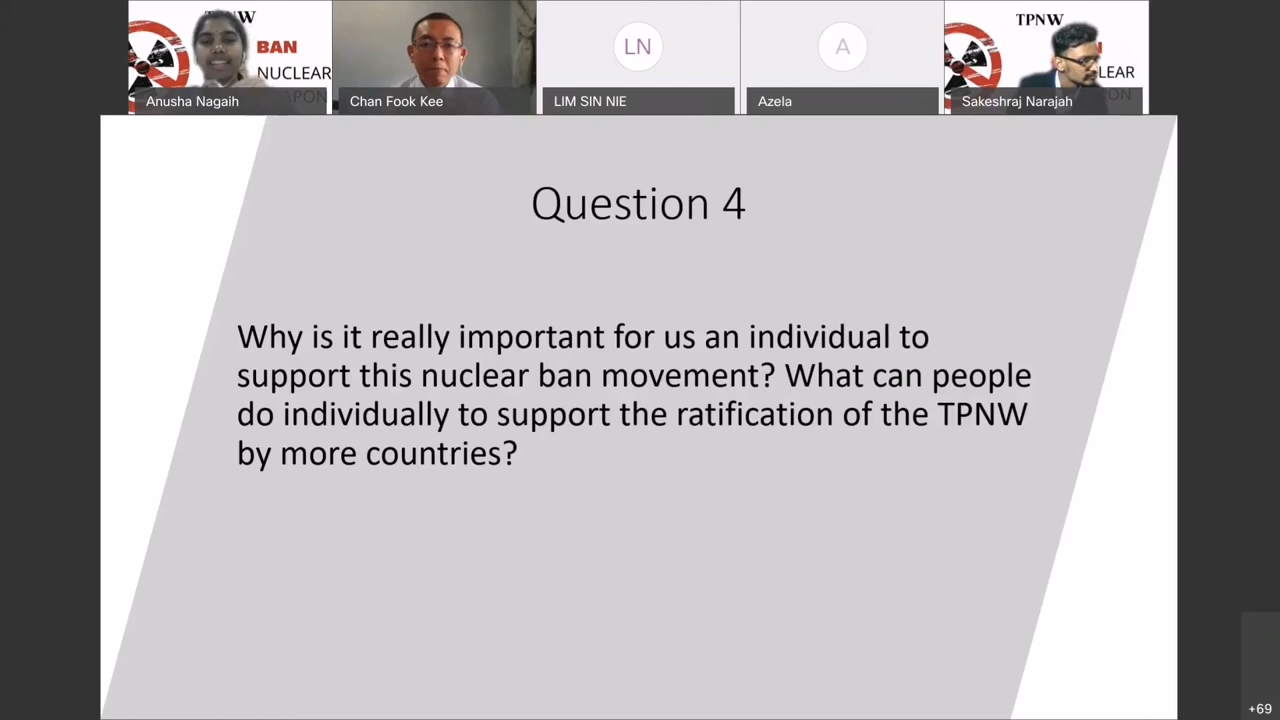 TPNW
BAN
NUCLEAR
Anusha Nagaih
Chan Fook Kee
LN
LIM SIN NIE
A
Azela
TPNW
LEAR
Sakeshraj Narajah
Question 4
Why is it really important for us an individual to
support this nuclear ban movement? What can people
do individually to support the ratification of the TPNW
by more countries?
+69